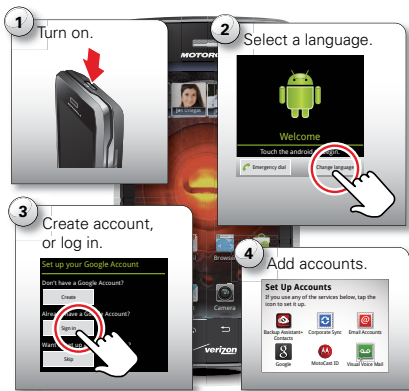 1
Turn on.
2
Select a language.
Welcome
Touch the android to begin.
Emergency dial
Change language
3
Create account,
or log in.
Set up your Google Account
Don't have a Google Account?
Create
Already have a Google Account?
Sign in
Skip
4
Add accounts.
Set Up Accounts
If you use any of the services below, tap the
icon to set it up.
Backup Assistant+
Contacts
Corporate Sync
Email Accounts
Google
MotoCast ID
Visual Voice Mail
Browser
Camera
verizon